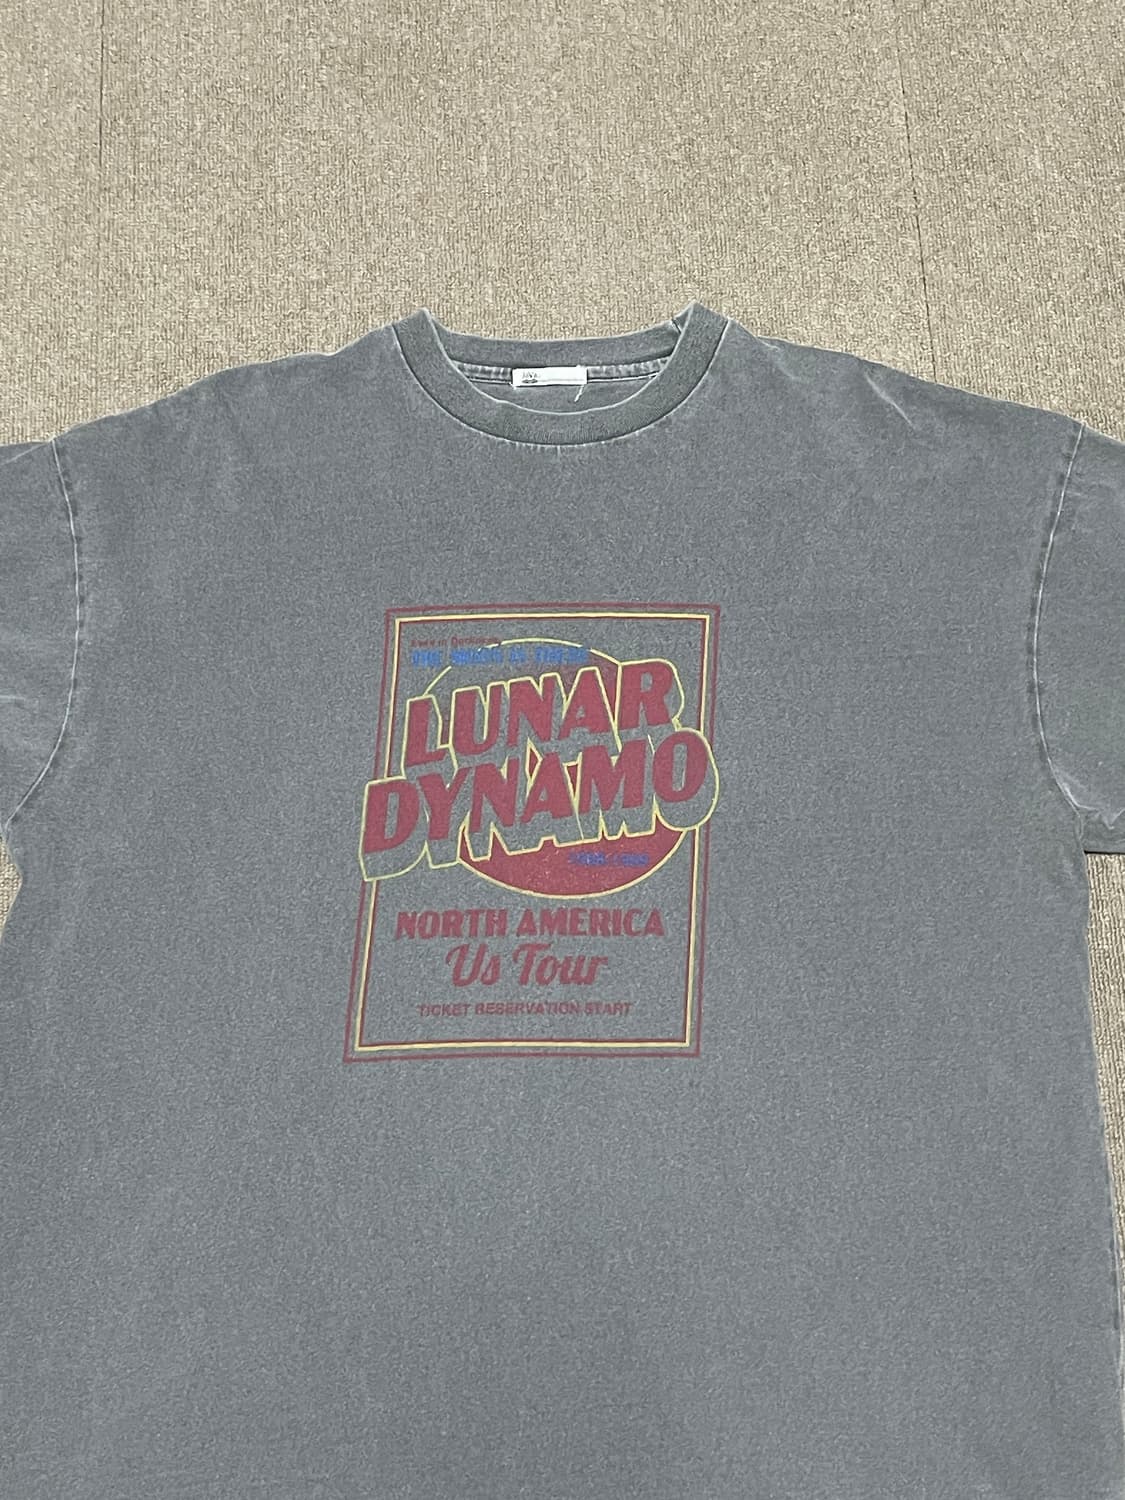 LUNAR
DYNAMO
NORTH AMERICA
Us Tour
TICKET RESERVATION START